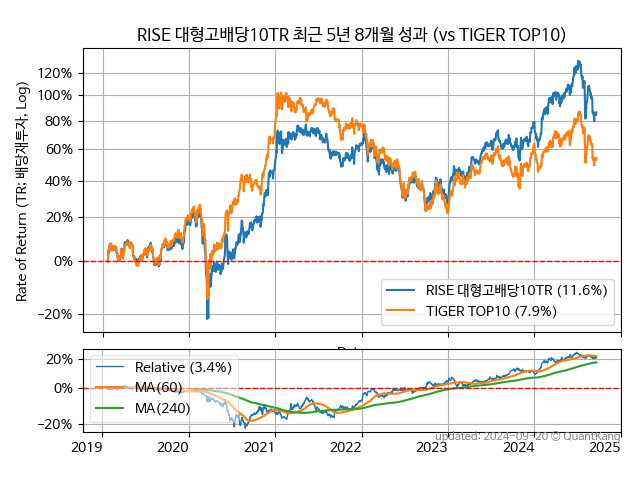 RISE 대형고배당10TR 최근 5년 8개월 성과 (vs TIGER TOP10)
Rate of Return (TR: 배당재투자, Log)
120%
100%
80%
60%
40%
20%
0%
−20%
RISE 대형고배당10TR (11.6%)
TIGER TOP10 (7.9%)
20%
0%
−20%
Relative (3.4%)
MA(60)
MA(240)
2019 2020 2021 2022 2023 2024 2025
updated: 2024-09-20 © QuantKang